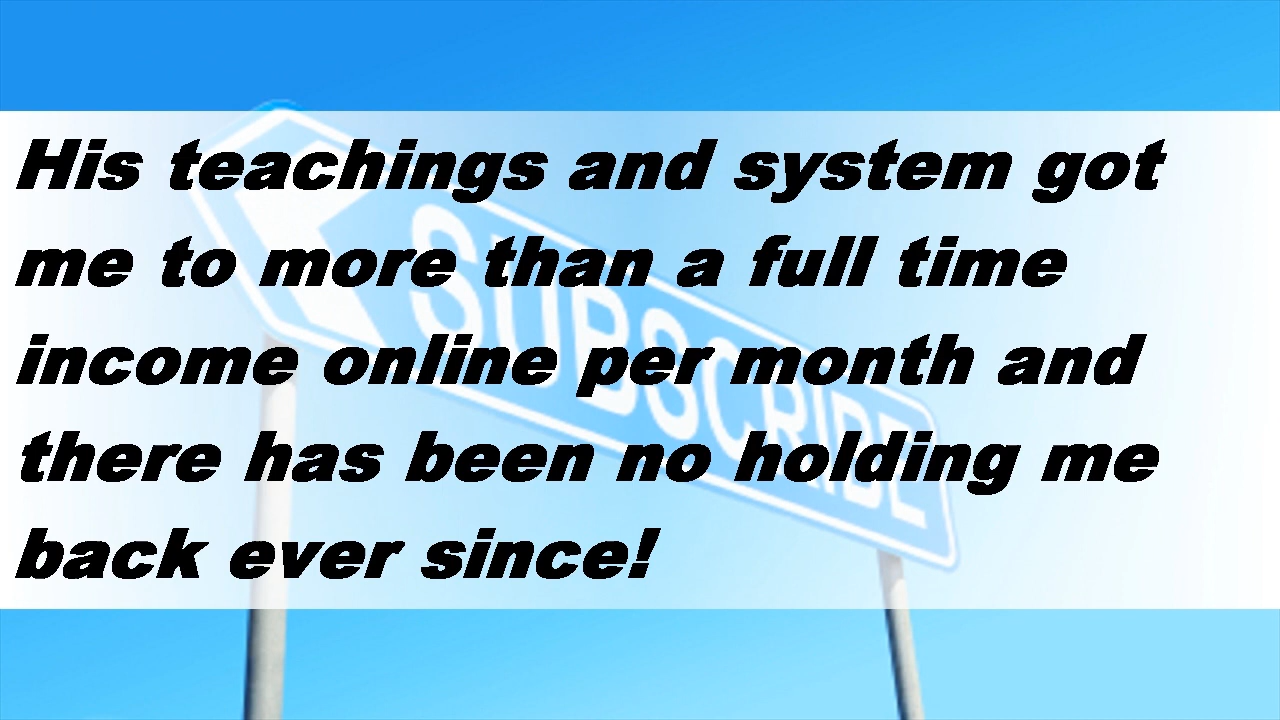 His teachings and system got
me to more than a full time
income online per month and
there has been no holding me
back ever since!
SUBSCRIBE